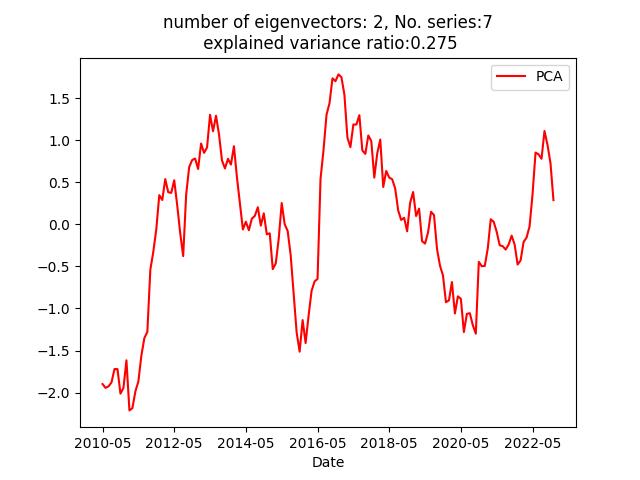 number of eigenvectors: 2, No. series:7
explained variance ratio:0.275
PCA
1.5
1.0
0.5
0.0
−0.5
−1.0
−1.5
−2.0
2010-05 2012-05 2014-05 2016-05 2018-05 2020-05 2022-05
Date